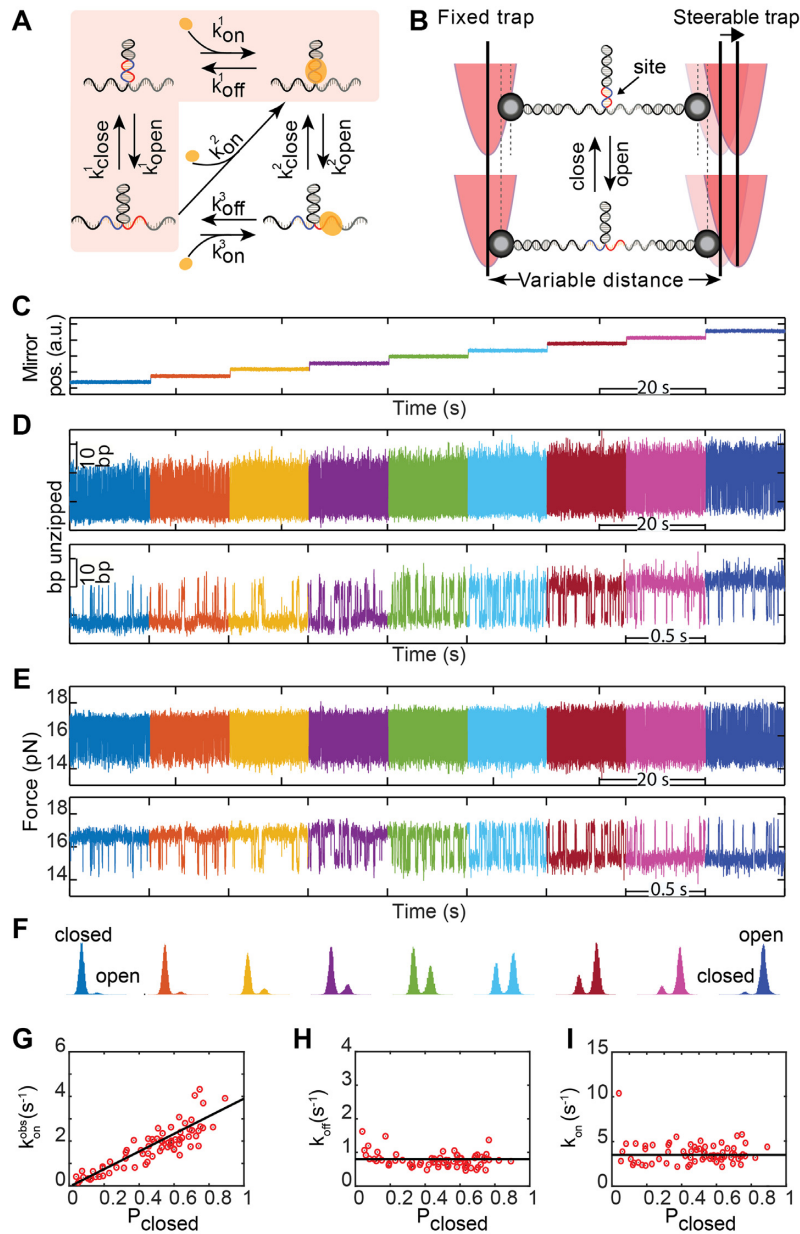 A
k¹on
k¹off
k¹close
k¹open
k²on
k²close
k²open
k³off
k³on
B
Fixed trap
Steerable trap
site
close
open
Variable distance
C
Mirror
pos. (a.u.)
20 s
Time (s)
D
bp unzipped
10
bp
20 s
10
bp
0.5 s
Time (s)
E
Force (pN)
18
16
14
20 s
18
16
14
0.5 s
Time (s)
F
closed
open
open
closed
G
k obs on (s⁻¹)
6
4
2
0
0 0.2 0.4 0.6 0.8 1
Pclosed
H
koff (s⁻¹)
4
3
2
1
0
0 0.2 0.4 0.6 0.8 1
Pclosed
I
kon (s⁻¹)
15
10
5
0
0 0.2 0.4 0.6 0.8 1
Pclosed